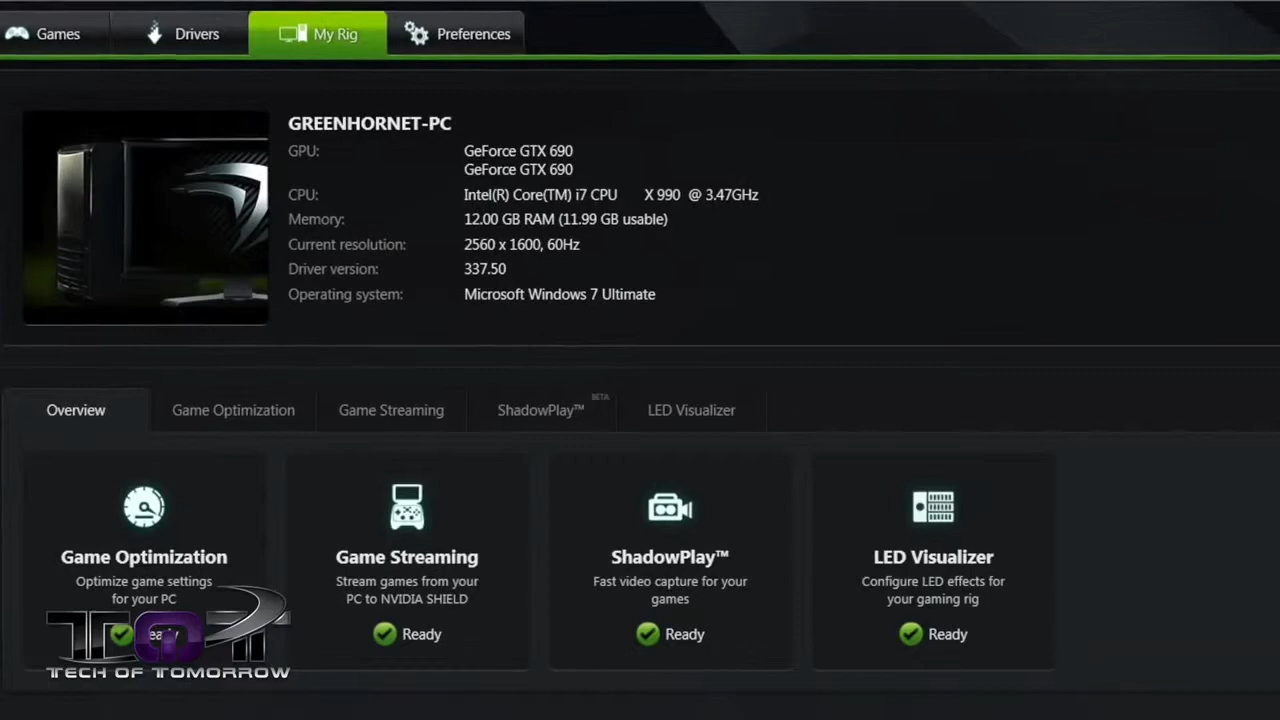 Games
Drivers
My Rig
Preferences
GREENHORNET-PC
GPU: GeForce GTX 690
GeForce GTX 690
CPU: Intel(R) Core(TM) i7 CPU X 990 @ 3.47GHz
Memory: 12.00 GB RAM (11.99 GB usable)
Current resolution: 2560 x 1600, 60Hz
Driver version: 337.50
Operating system: Microsoft Windows 7 Ultimate
Overview
Game Optimization
Game Streaming
ShadowPlay™ BETA
LED Visualizer
Game Optimization
Optimize game settings
for your PC
Ready
Game Streaming
Stream games from your
PC to NVIDIA SHIELD
Ready
ShadowPlay™
Fast video capture for your
games
Ready
LED Visualizer
Configure LED effects for
your gaming rig
Ready
TOT
TECH OF TOMORROW